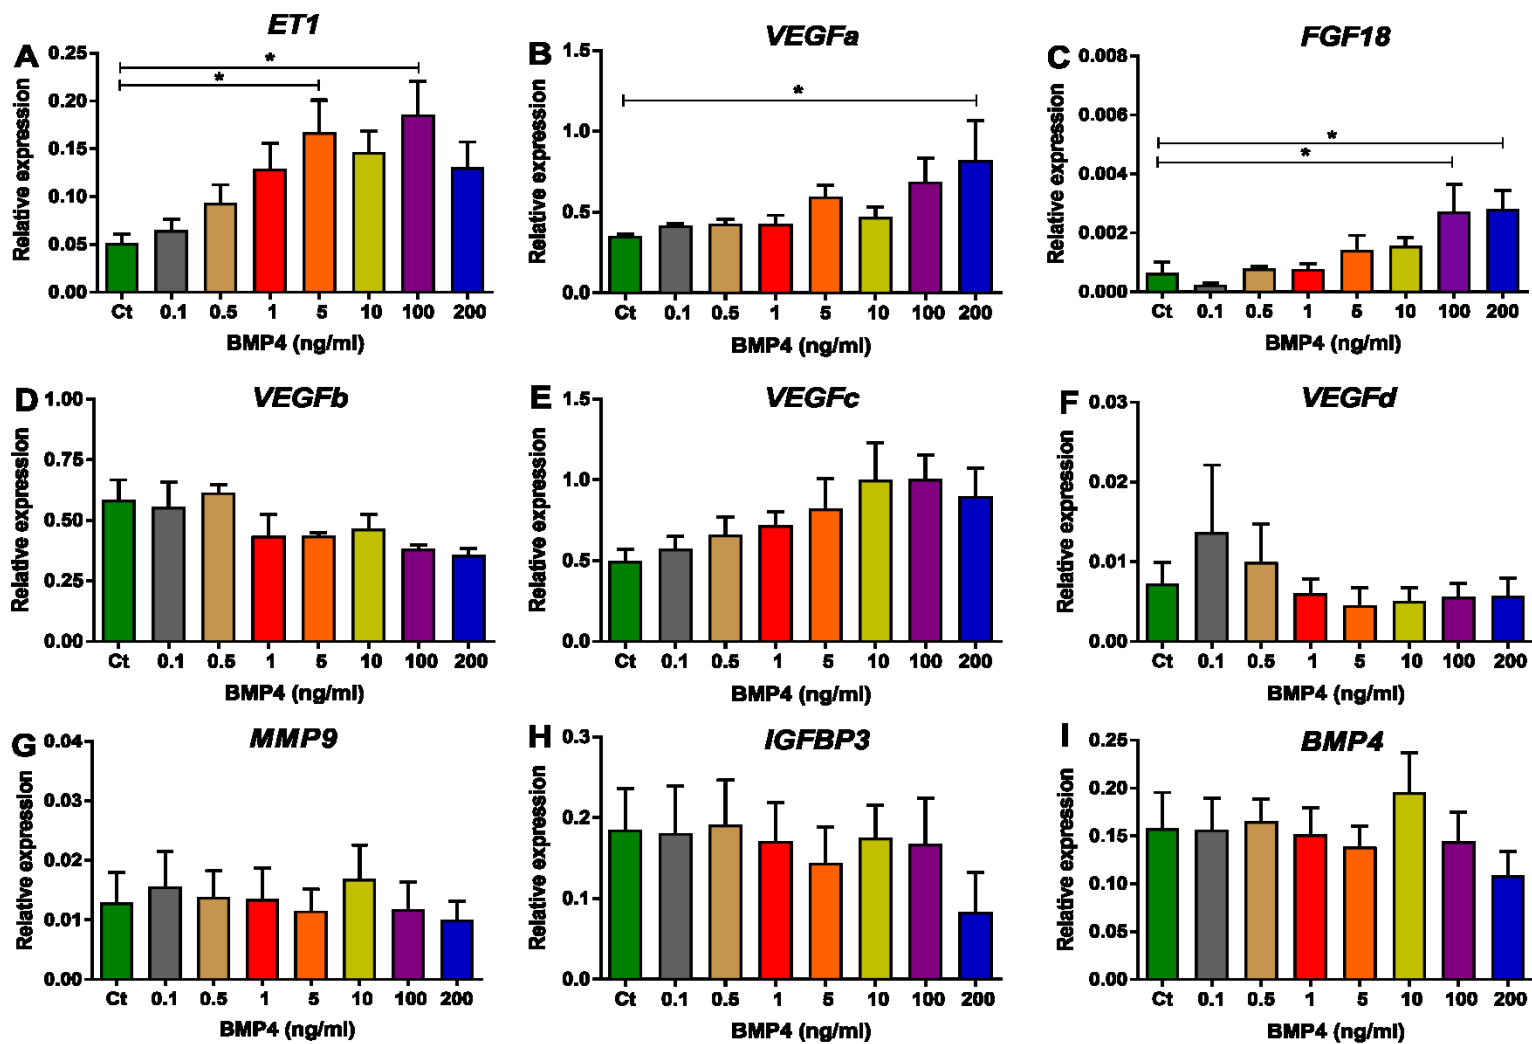 A
ET1
Relative expression
0.25
0.20
0.15
0.10
0.05
0.00
*
*
Ct 0.1 0.5 1 5 10 100 200
BMP4 (ng/ml)
B
VEGFa
Relative expression
1.5
1.0
0.5
0.0
*
Ct 0.1 0.5 1 5 10 100 200
BMP4 (ng/ml)
C
FGF18
Relative expression
0.008
0.006
0.004
0.002
0.000
*
*
Ct 0.1 0.5 1 5 10 100 200
BMP4 (ng/ml)
D
VEGFb
Relative expression
1.00
0.75
0.50
0.25
0.00
Ct 0.1 0.5 1 5 10 100 200
BMP4 (ng/ml)
E
VEGFc
Relative expression
1.5
1.0
0.5
0.0
Ct 0.1 0.5 1 5 10 100 200
BMP4 (ng/ml)
F
VEGFd
Relative expression
0.03
0.02
0.01
0.00
Ct 0.1 0.5 1 5 10 100 200
BMP4 (ng/ml)
G
MMP9
Relative expression
0.04
0.03
0.02
0.01
0.00
Ct 0.1 0.5 1 5 10 100 200
BMP4 (ng/ml)
H
IGFBP3
Relative expression
0.3
0.2
0.1
0.0
Ct 0.1 0.5 1 5 10 100 200
BMP4 (ng/ml)
I
BMP4
Relative expression
0.25
0.20
0.15
0.10
0.05
0.00
Ct 0.1 0.5 1 5 10 100 200
BMP4 (ng/ml)